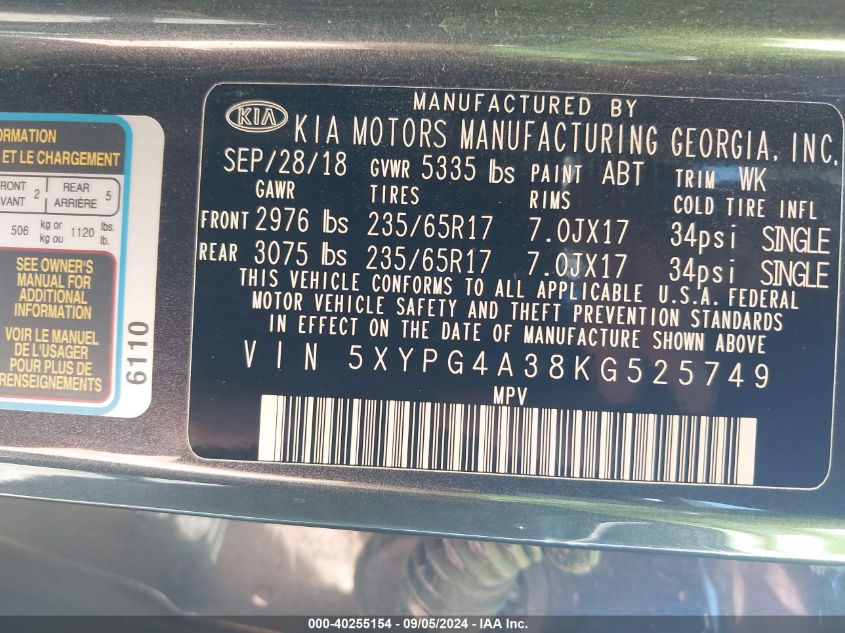 ORMATION
ET LE CHARGEMENT
FRONT 2 REAR 5
VANT ARRIÈRE
506 kg or 1120 lbs.
kg ou lb.
SEE OWNER'S
MANUAL FOR
ADDITIONAL
INFORMATION
VOIR LE MANUEL
DE L'USAGER
POUR PLUS DE
RENSEIGNEMENTS
6110
MANUFACTURED BY
KIA KIA MOTORS MANUFACTURING GEORGIA, INC.
SEP/28/18 GVWR 5335 lbs PAINT ABT TRIM WK
GAWR TIRES RIMS COLD TIRE INFL
FRONT 2976 lbs 235/65R17 7.0JX17 34psi SINGLE
REAR 3075 lbs 235/65R17 7.0JX17 34psi SINGLE
THIS VEHICLE CONFORMS TO ALL APPLICABLE U.S.A. FEDERAL
MOTOR VEHICLE SAFETY AND THEFT PREVENTION STANDARDS
IN EFFECT ON THE DATE OF MANUFACTURE SHOWN ABOVE
VIN 5XYPG4A38KG525749
MPV
000-40255154 - 09/05/2024 - IAA Inc.